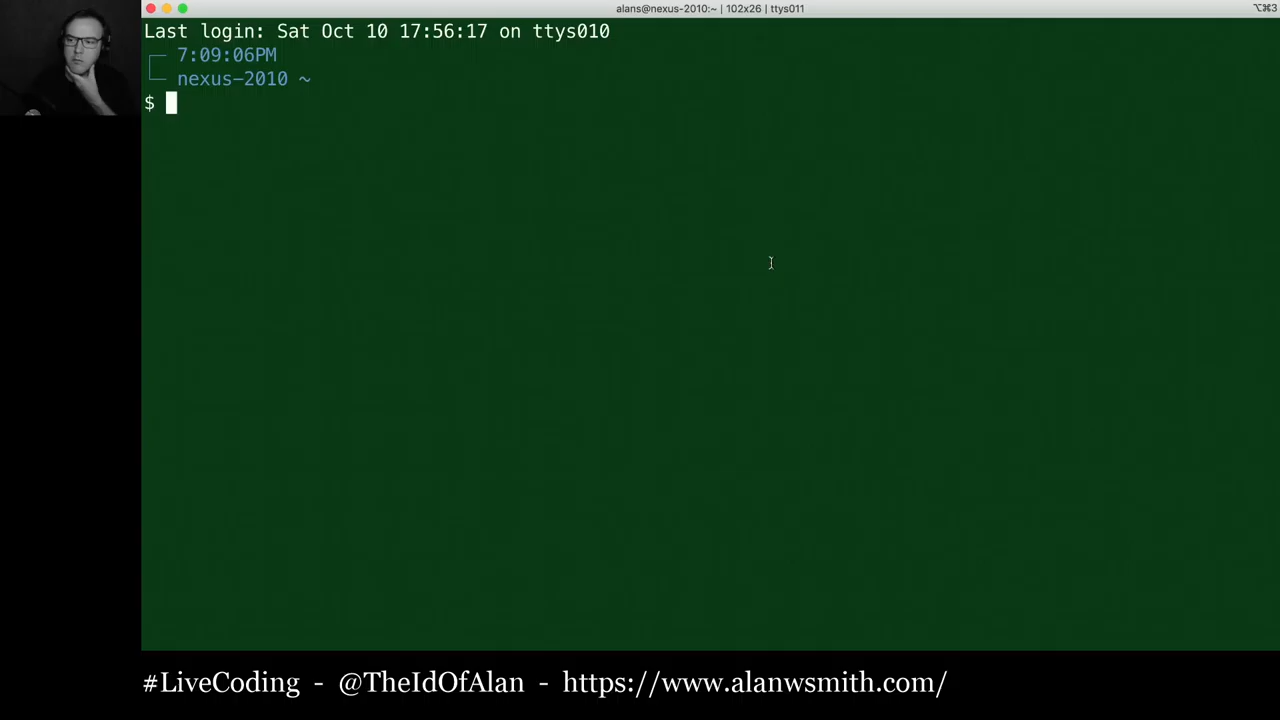 alans@nexus-2010:~ | 102x26 | ttys011
⌥⌘3
Last login: Sat Oct 10 17:56:17 on ttys010
7:09:06PM
nexus-2010 ~
$
#LiveCoding - @TheIdOfAlan - https://www.alanwsmith.com/